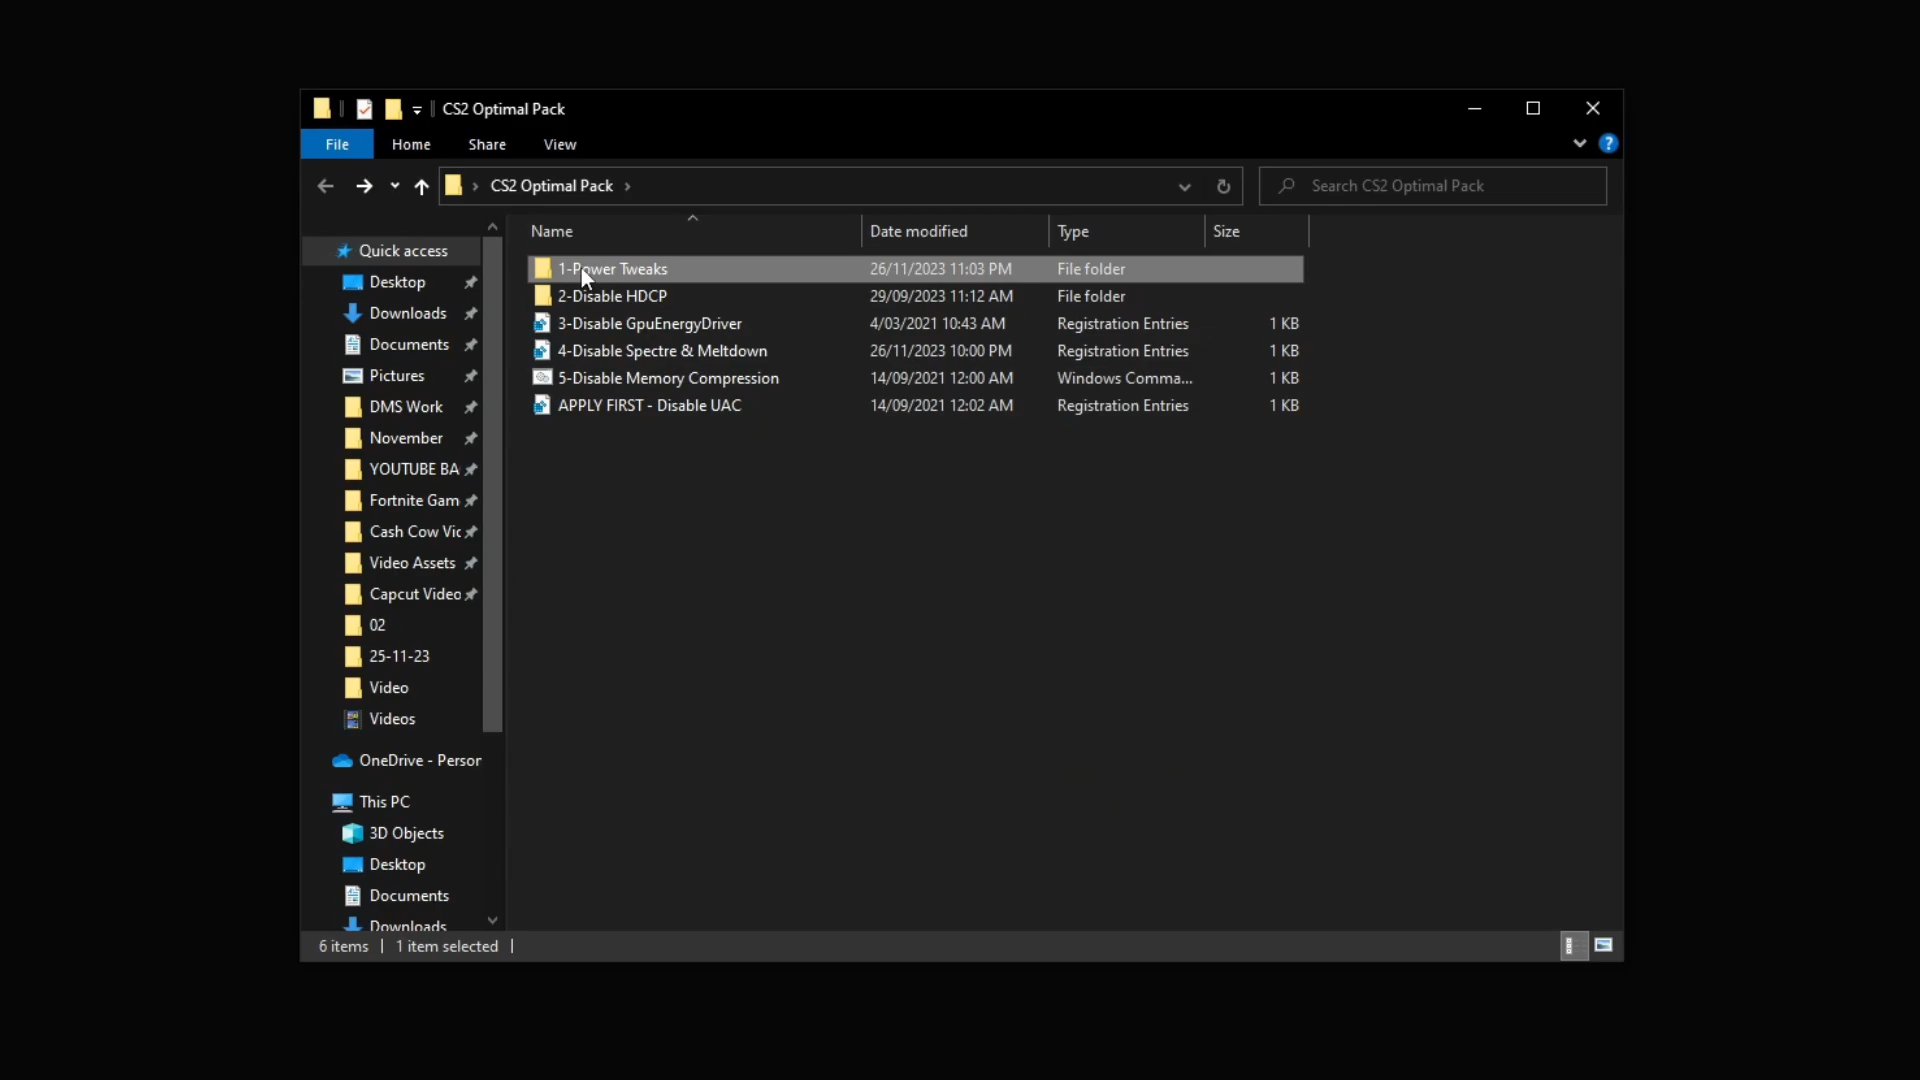 CS2 Optimal Pack
File Home Share View
CS2 Optimal Pack
Search CS2 Optimal Pack
Name Date modified Type Size
1-Power Tweaks 26/11/2023 11:03 PM File folder
2-Disable HDCP 29/09/2023 11:12 AM File folder
3-Disable GpuEnergyDriver 4/03/2021 10:43 AM Registration Entries 1 KB
4-Disable Spectre & Meltdown 26/11/2023 10:00 PM Registration Entries 1 KB
5-Disable Memory Compression 14/09/2021 12:00 AM Windows Comma... 1 KB
APPLY FIRST - Disable UAC 14/09/2021 12:02 AM Registration Entries 1 KB
Quick access
Desktop
Downloads
Documents
Pictures
DMS Work
November
YOUTUBE BA
Fortnite Gam
Cash Cow Vic
Video Assets
Capcut Video
02
25-11-23
Video
Videos
OneDrive - Person
This PC
3D Objects
Desktop
Documents
Downloads
6 items 1 item selected